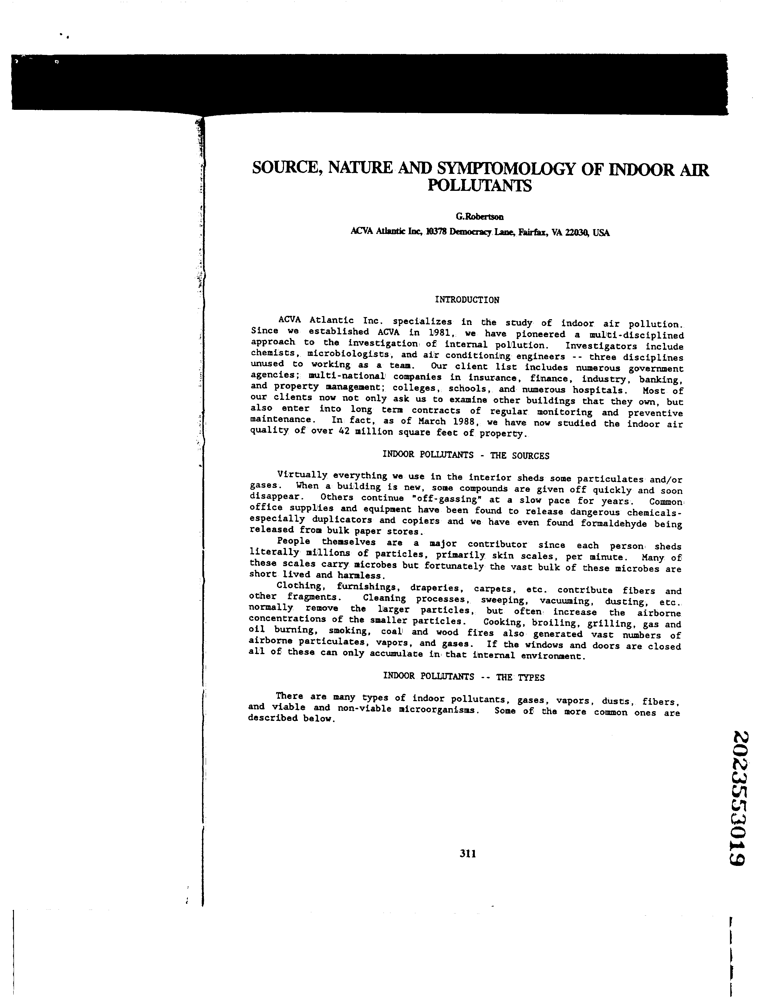 SOURCE, NATURE AND SYMPTOMOLOGY OF INDOOR AIR
POLLUTANTS
G.Robertson
ACVA Atlantic Inc, 10378 Democracy Lane, Fairfax, VA 22030, USA
INTRODUCTION
ACVA Atlantic Inc. specializes in the study of indoor air pollution.
Since we established ACVA in 1981, we have pioneered a multi-disciplined
approach to the investigation of internal pollution. Investigators include
chemists, microbiologists, and air conditioning engineers -- three disciplines
unused to working as a team. Our client list includes numerous government
agencies; multi-national companies in insurance, finance, industry, banking,
and property management; colleges, schools, and numerous hospitals. Most of
our clients now not only ask us to examine other buildings that they own, but
also enter into long term contracts of regular monitoring and preventive
maintenance. In fact, as of March 1988, we have now studied the indoor air
quality of over 42 million square feet of property.
INDOOR POLLUTANTS - THE SOURCES
Virtually everything we use in the interior sheds some particulates and/or
gases. When a building is new, some compounds are given off quickly and soon
disappear. Others continue "off-gassing" at a slow pace for years. Common
office supplies and equipment have been found to release dangerous chemicals-
especially duplicators and copiers and we have even found formaldehyde being
released from bulk paper stores.
People themselves are a major contributor since each person sheds
literally millions of particles, primarily skin scales, per minute. Many of
these scales carry microbes but fortunately the vast bulk of these microbes are
short lived and harmless.
Clothing, furnishings, draperies, carpets, etc. contribute fibers and
other fragments. Cleaning processes, sweeping, vacuuming, dusting, etc.
normally remove the larger particles, but often increase the airborne
concentrations of the smaller particles. Cooking, broiling, grilling, gas and
oil burning, smoking, coal and wood fires also generated vast numbers of
airborne particulates, vapors, and gases. If the windows and doors are closed
all of these can only accumulate in that internal environment.
INDOOR POLLUTANTS -- THE TYPES
There are many types of indoor pollutants, gases, vapors, dusts, fibers,
and viable and non-viable microorganisms. Some of the more common ones are
described below.
311
2023553019